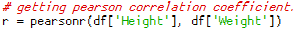 # getting pearson correlation coefficient.
r = pearsonr(df['Height'], df['Weight'])